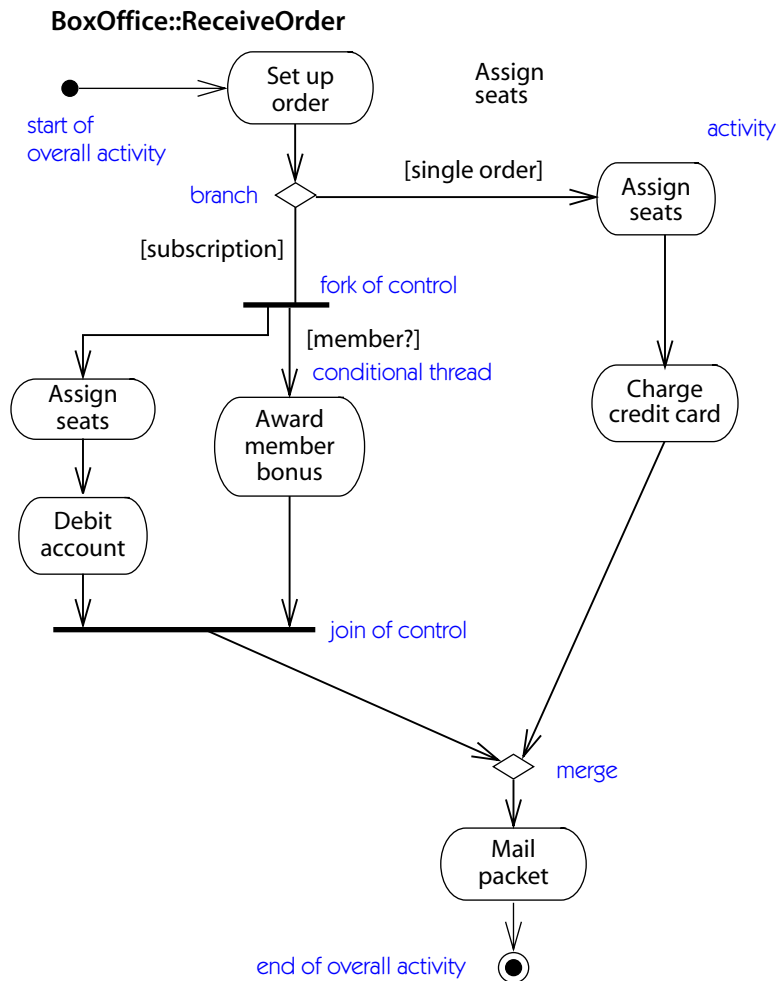 BoxOffice::ReceiveOrder
Set up
order
Assign
seats
start of
overall activity
activity
[single order]
Assign
seats
branch
[subscription]
fork of control
[member?]
conditional thread
Assign
seats
Award
member
bonus
Charge
credit card
Debit
account
join of control
merge
Mail
packet
end of overall activity